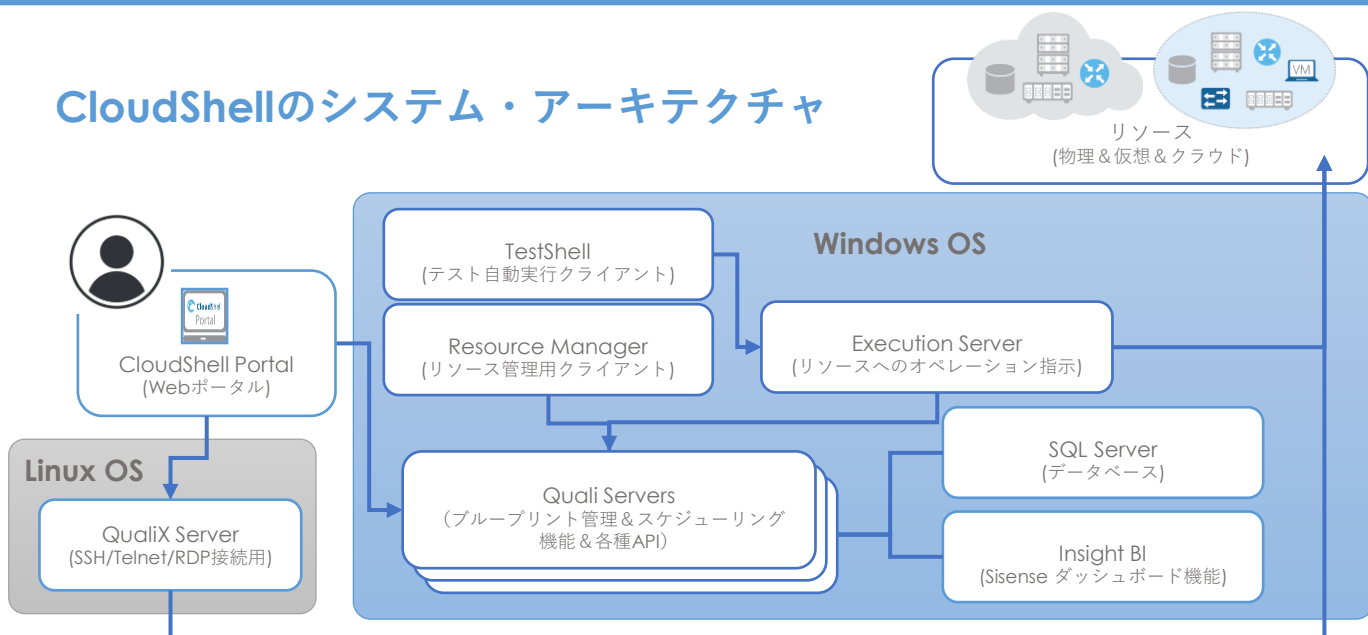 CloudShellのシステム・アーキテクチャ
VM
リソース
(物理＆仮想＆クラウド)
Windows OS
TestShell
(テスト自動実行クライアント)
CloudShell
Portal
CloudShell Portal
(Webポータル)
Resource Manager
(リソース管理用クライアント)
Execution Server
(リソースへのオペレーション指示)
Linux OS
QualiX Server
(SSH/Telnet/RDP接続用)
Quali Servers
（ブループリント管理＆スケジューリング
機能＆各種API）
SQL Server
(データベース)
Insight BI
(Sisense ダッシュボード機能)